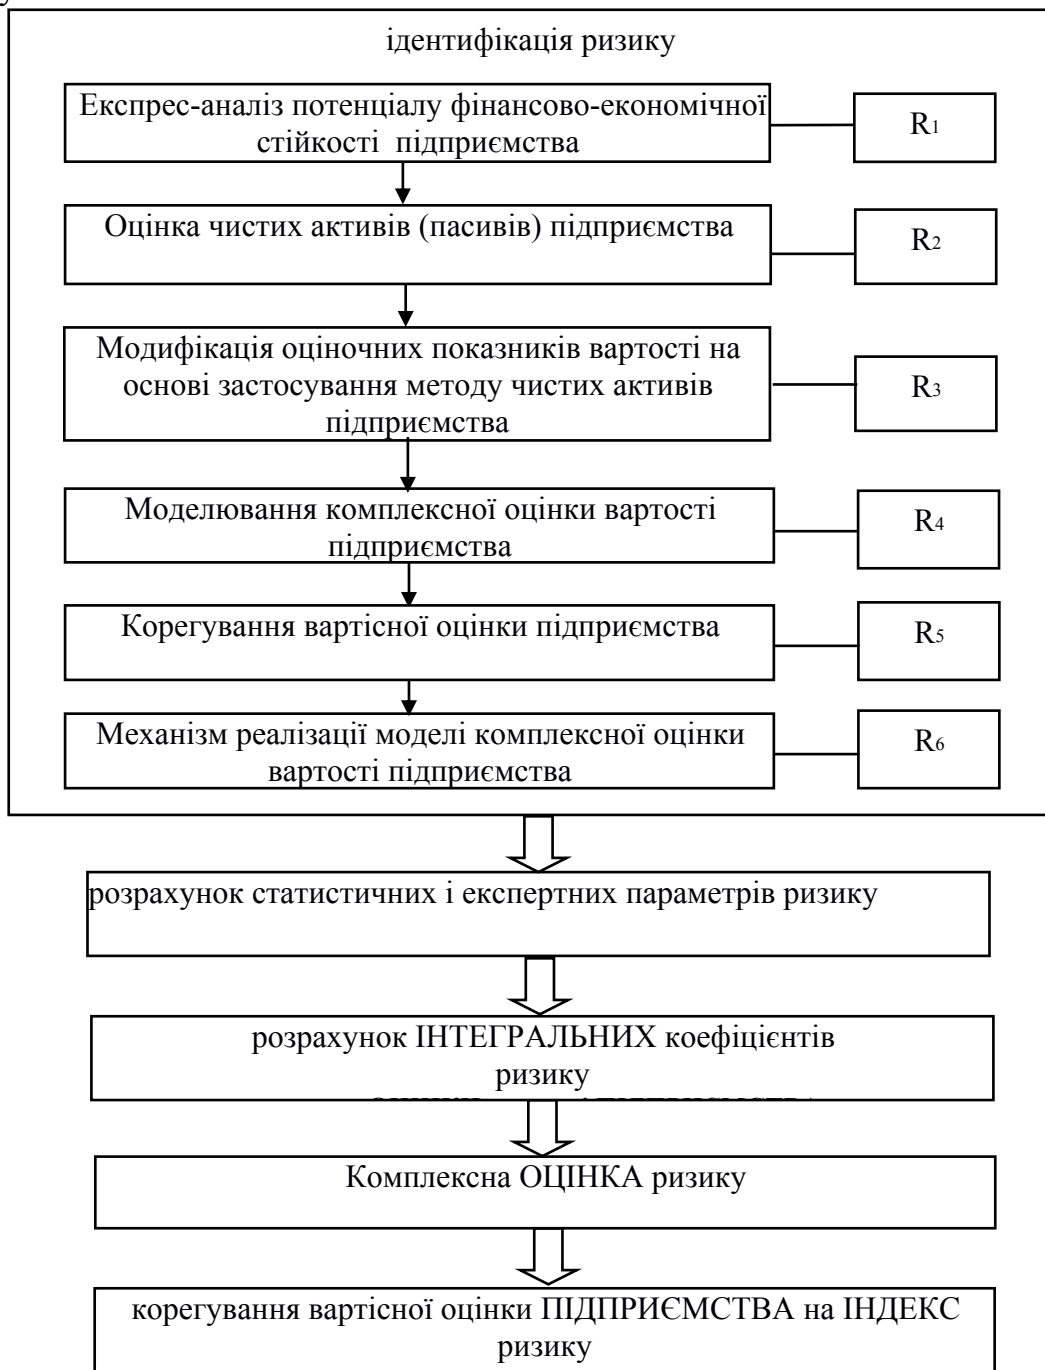 ідентифікація ризику
Експрес-аналіз потенціалу фінансово-економічної
стійкості підприємства
R1
Оцінка чистих активів (пасивів) підприємства
R2
Модифікація оціночних показників вартості на
основі застосування методу чистих активів
підприємства
R3
Моделювання комплексної оцінки вартості
підприємства
R4
Корегування вартісної оцінки підприємства
R5
Механізм реалізації моделі комплексної оцінки
вартості підприємства
R6
розрахунок статистичних і експертних параметрів ризику
розрахунок ІНТЕГРАЛЬНИХ коефіцієнтів
ризику
Комплексна ОЦІНКА ризику
корегування вартісної оцінки ПІДПРИЄМСТВА на ІНДЕКС
ризику